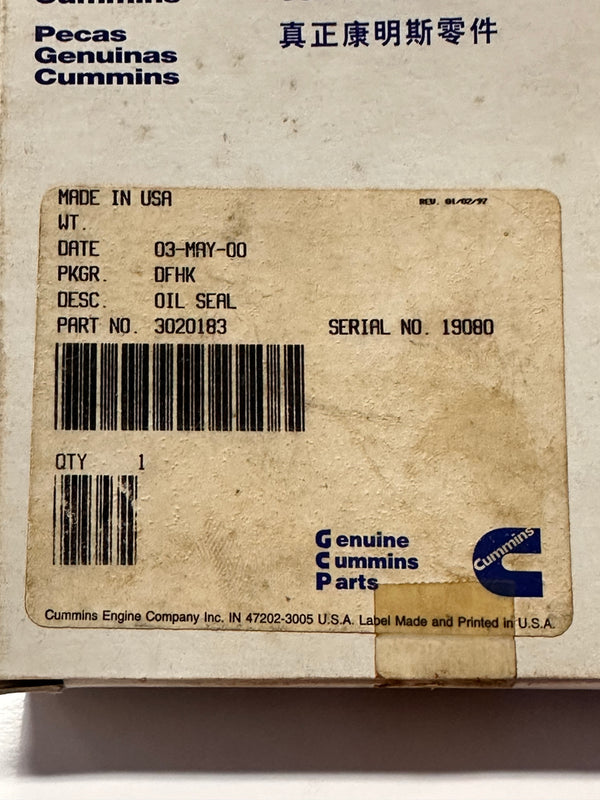 Cummins
Pecas
Genuinas
Cummins
真正康明斯零件
MADE IN USA
REV. 01/02/97
WT.
DATE 03-MAY-00
PKGR. DFHK
DESC. OIL SEAL
PART NO. 3020183 SERIAL NO. 19080
QTY 1
Genuine
Cummins
Parts
Cummins
Cummins Engine Company Inc. IN 47202-3005 U.S.A. Label Made and Printed in U.S.A.